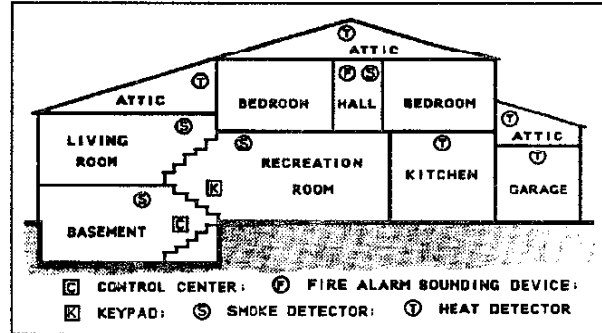 T
ATTIC
T
ATTIC
F S
BEDROOM HALL BEDROOM
S
T
ATTIC
LIVING ROOM
S
RECREATION ROOM
T
KITCHEN
T
GARAGE
K
S
BASEMENT
C
C CONTROL CENTER; F FIRE ALARM SOUNDING DEVICE;
K KEYPAD; S SMOKE DETECTOR; T HEAT DETECTOR